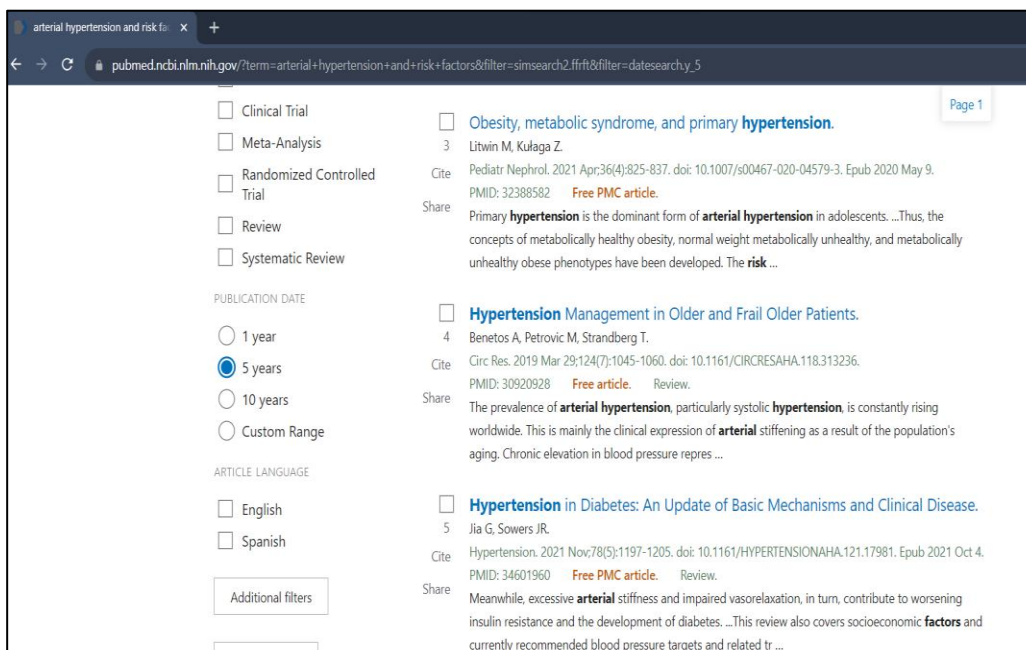 arterial hypertension and risk fa
pubmed.ncbi.nlm.nih.gov/?term=arterial+hypertension+and+risk+factors&filter=simsearch2.ffrft&filter=datesearch.y_5
Clinical Trial
Meta-Analysis
Randomized Controlled
Trial
Review
Systematic Review
PUBLICATION DATE
1 year
5 years
10 years
Custom Range
ARTICLE LANGUAGE
English
Spanish
Additional filters
Page 1
Obesity, metabolic syndrome, and primary hypertension.
3
Litwin M, Kułaga Z.
Cite
Pediatr Nephrol. 2021 Apr;36(4):825-837. doi: 10.1007/s00467-020-04579-3. Epub 2020 May 9.
PMID: 32388582 Free PMC article.
Share
Primary hypertension is the dominant form of arterial hypertension in adolescents. ...Thus, the
concepts of metabolically healthy obesity, normal weight metabolically unhealthy, and metabolically
unhealthy obese phenotypes have been developed. The risk ...
Hypertension Management in Older and Frail Older Patients.
4
Benetos A, Petrovic M, Strandberg T.
Cite
Circ Res. 2019 Mar 29;124(7):1045-1060. doi: 10.1161/CIRCRESAHA.118.313236.
PMID: 30920928 Free article. Review.
Share
The prevalence of arterial hypertension, particularly systolic hypertension, is constantly rising
worldwide. This is mainly the clinical expression of arterial stiffening as a result of the population's
aging. Chronic elevation in blood pressure repres ...
Hypertension in Diabetes: An Update of Basic Mechanisms and Clinical Disease.
5
Jia G, Sowers JR.
Cite
Hypertension. 2021 Nov;78(5):1197-1205. doi: 10.1161/HYPERTENSIONAHA.121.17981. Epub 2021 Oct 4.
PMID: 34601960 Free PMC article. Review.
Share
Meanwhile, excessive arterial stiffness and impaired vasorelaxation, in turn, contribute to worsening
insulin resistance and the development of diabetes. ...This review also covers socioeconomic factors and
currently recommended blood pressure targets and related tr ...